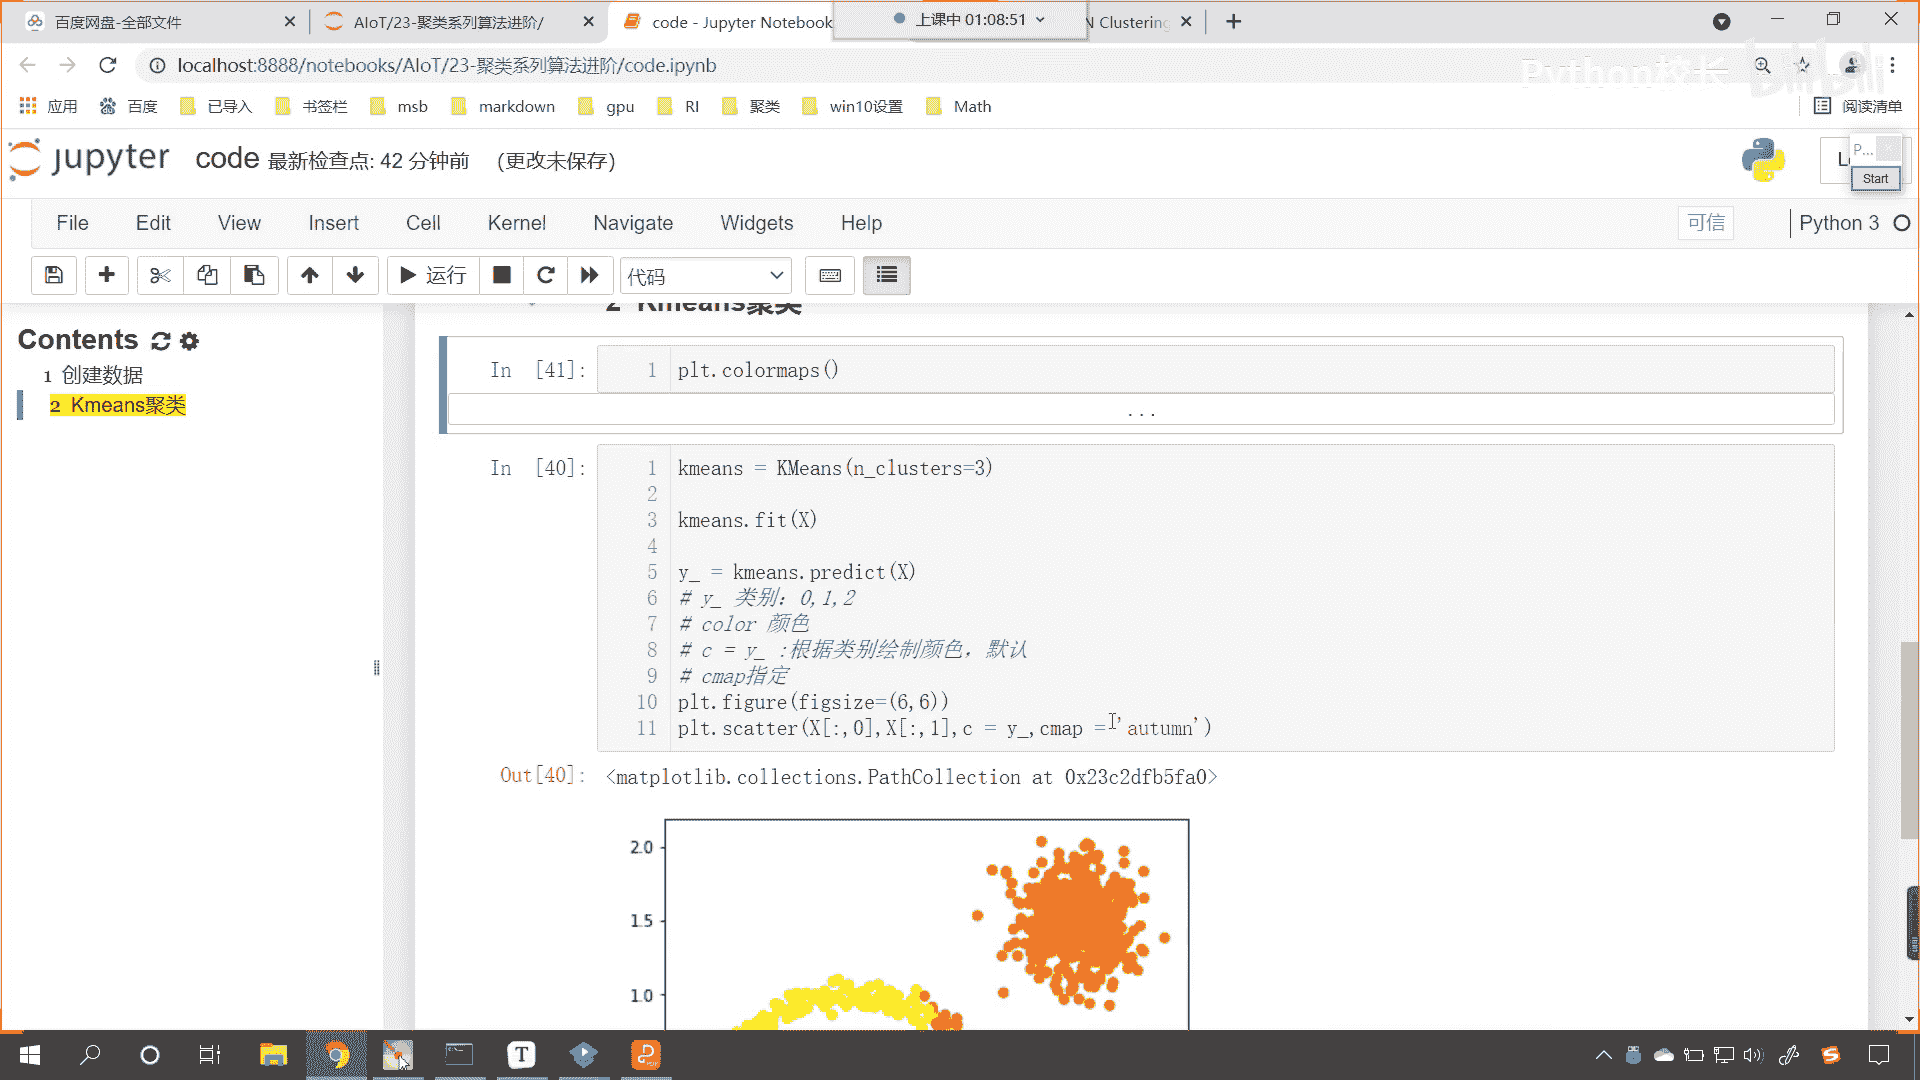 百度网盘-全部文件
AIoT/23-聚类系列算法进阶/
code - Jupyter Notebook
上课中 01:08:51
N Clustering
localhost:8888/notebooks/AIoT/23-聚类系列算法进阶/code.ipynb
Python校长
bilibili
应用
百度
已导入
书签栏
msb
markdown
gpu
RI
聚类
win10设置
Math
阅读清单
jupyter
code 最新检查点: 42 分钟前 (更改未保存)
P...
Start
File Edit View Insert Cell Kernel Navigate Widgets Help
可信
Python 3
运行
代码
Contents
1 创建数据
2 Kmeans聚类
2 Kmeans聚类
In [41]:
1 plt.colormaps()
...
In [40]:
1 kmeans = KMeans(n_clusters=3)
2
3 kmeans.fit(X)
4
5 y_ = kmeans.predict(X)
6 # y_ 类别：0,1,2
7 # color 颜色
8 # c = y_ :根据类别绘制颜色，默认
9 # cmap指定
10 plt.figure(figsize=(6,6))
11 plt.scatter(X[:,0],X[:,1],c = y_,cmap ='autumn')
Out[40]: <matplotlib.collections.PathCollection at 0x23c2dfb5fa0>
2.0
1.5
1.0